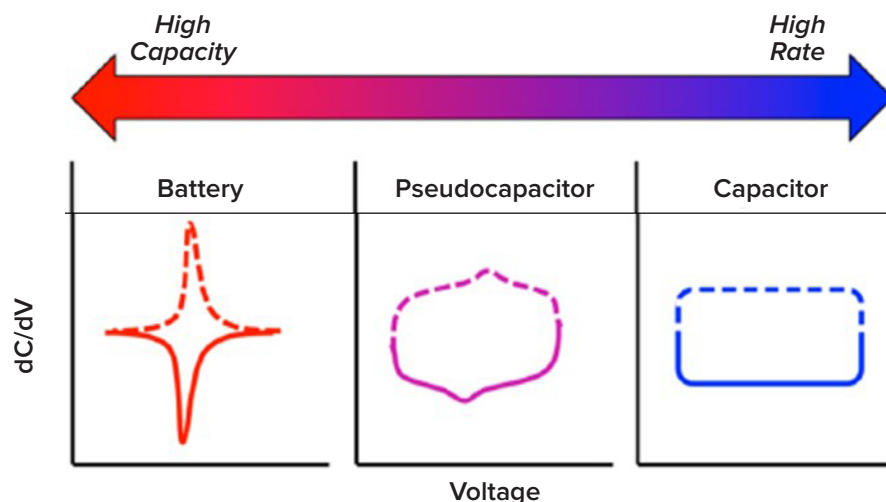 High
Capacity
High
Rate
Battery
Pseudocapacitor
Capacitor
dC/dV
Voltage